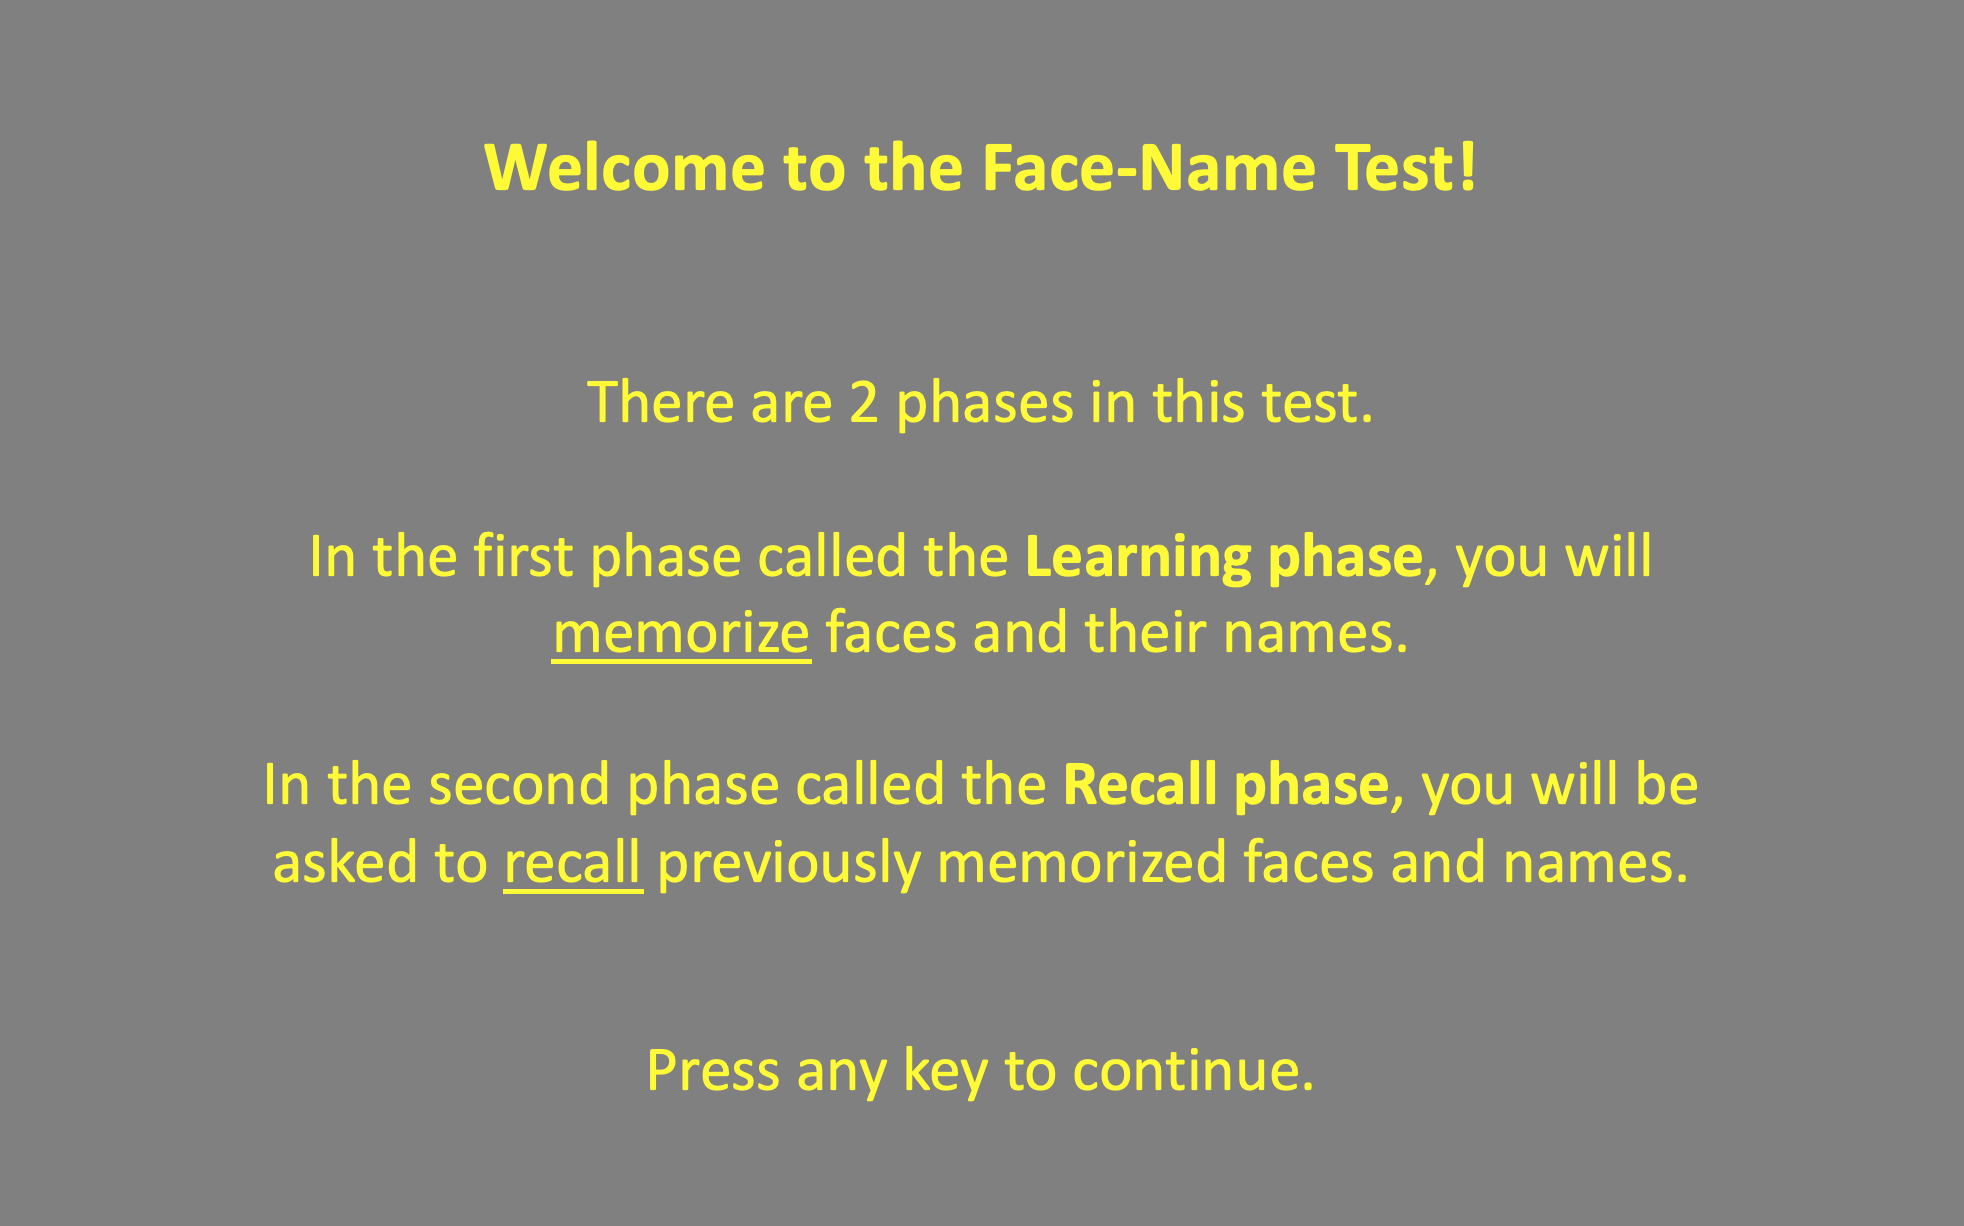 Welcome to the Face-Name Test!
There are 2 phases in this test.
In the first phase called the Learning phase, you will
memorize faces and their names.
In the second phase called the Recall phase, you will be
asked to recall previously memorized faces and names.
Press any key to continue.